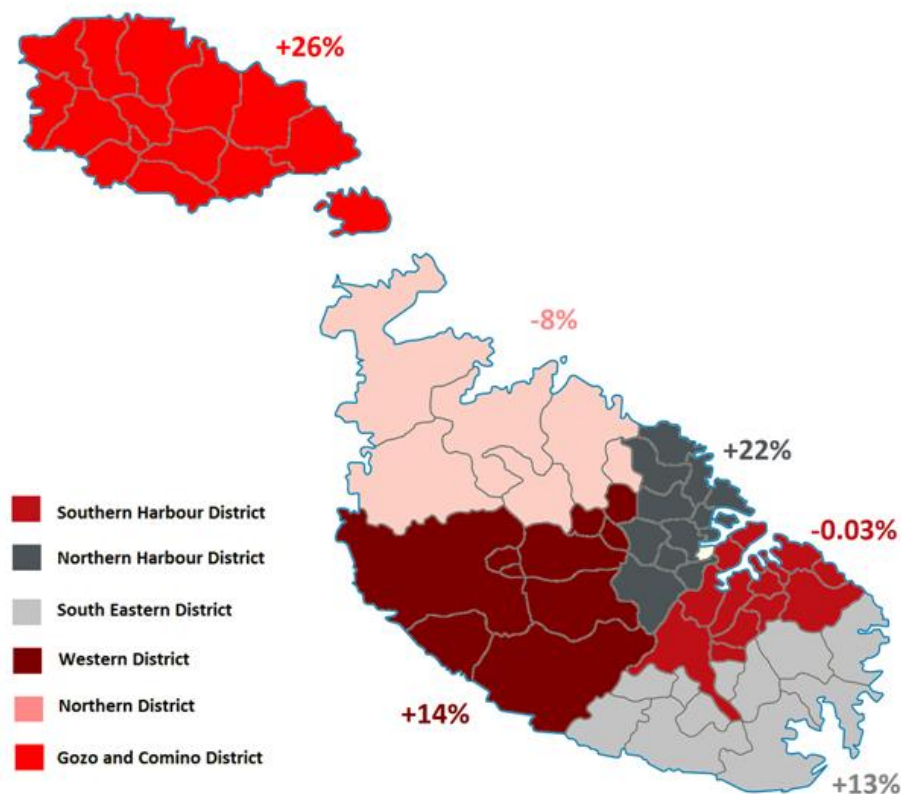 +26%
-8%
+22%
-0.03%
Southern Harbour District
Northern Harbour District
South Eastern District
Western District
Northern District
Gozo and Comino District
+14%
+13%